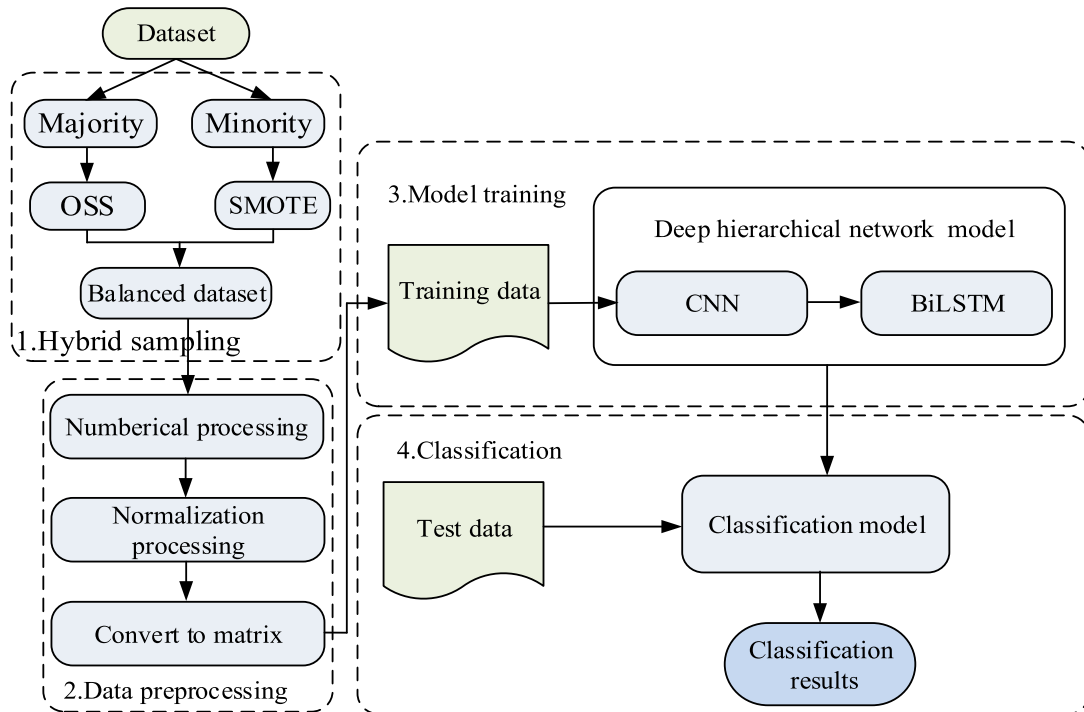 Dataset
Majority
Minority
OSS
SMOTE
Balanced dataset
1.Hybrid sampling
Numberical processing
Normalization
processing
Convert to matrix
2.Data preprocessing
3.Model training
Training data
Deep hierarchical network model
CNN
BiLSTM
4.Classification
Test data
Classification model
Classification
results